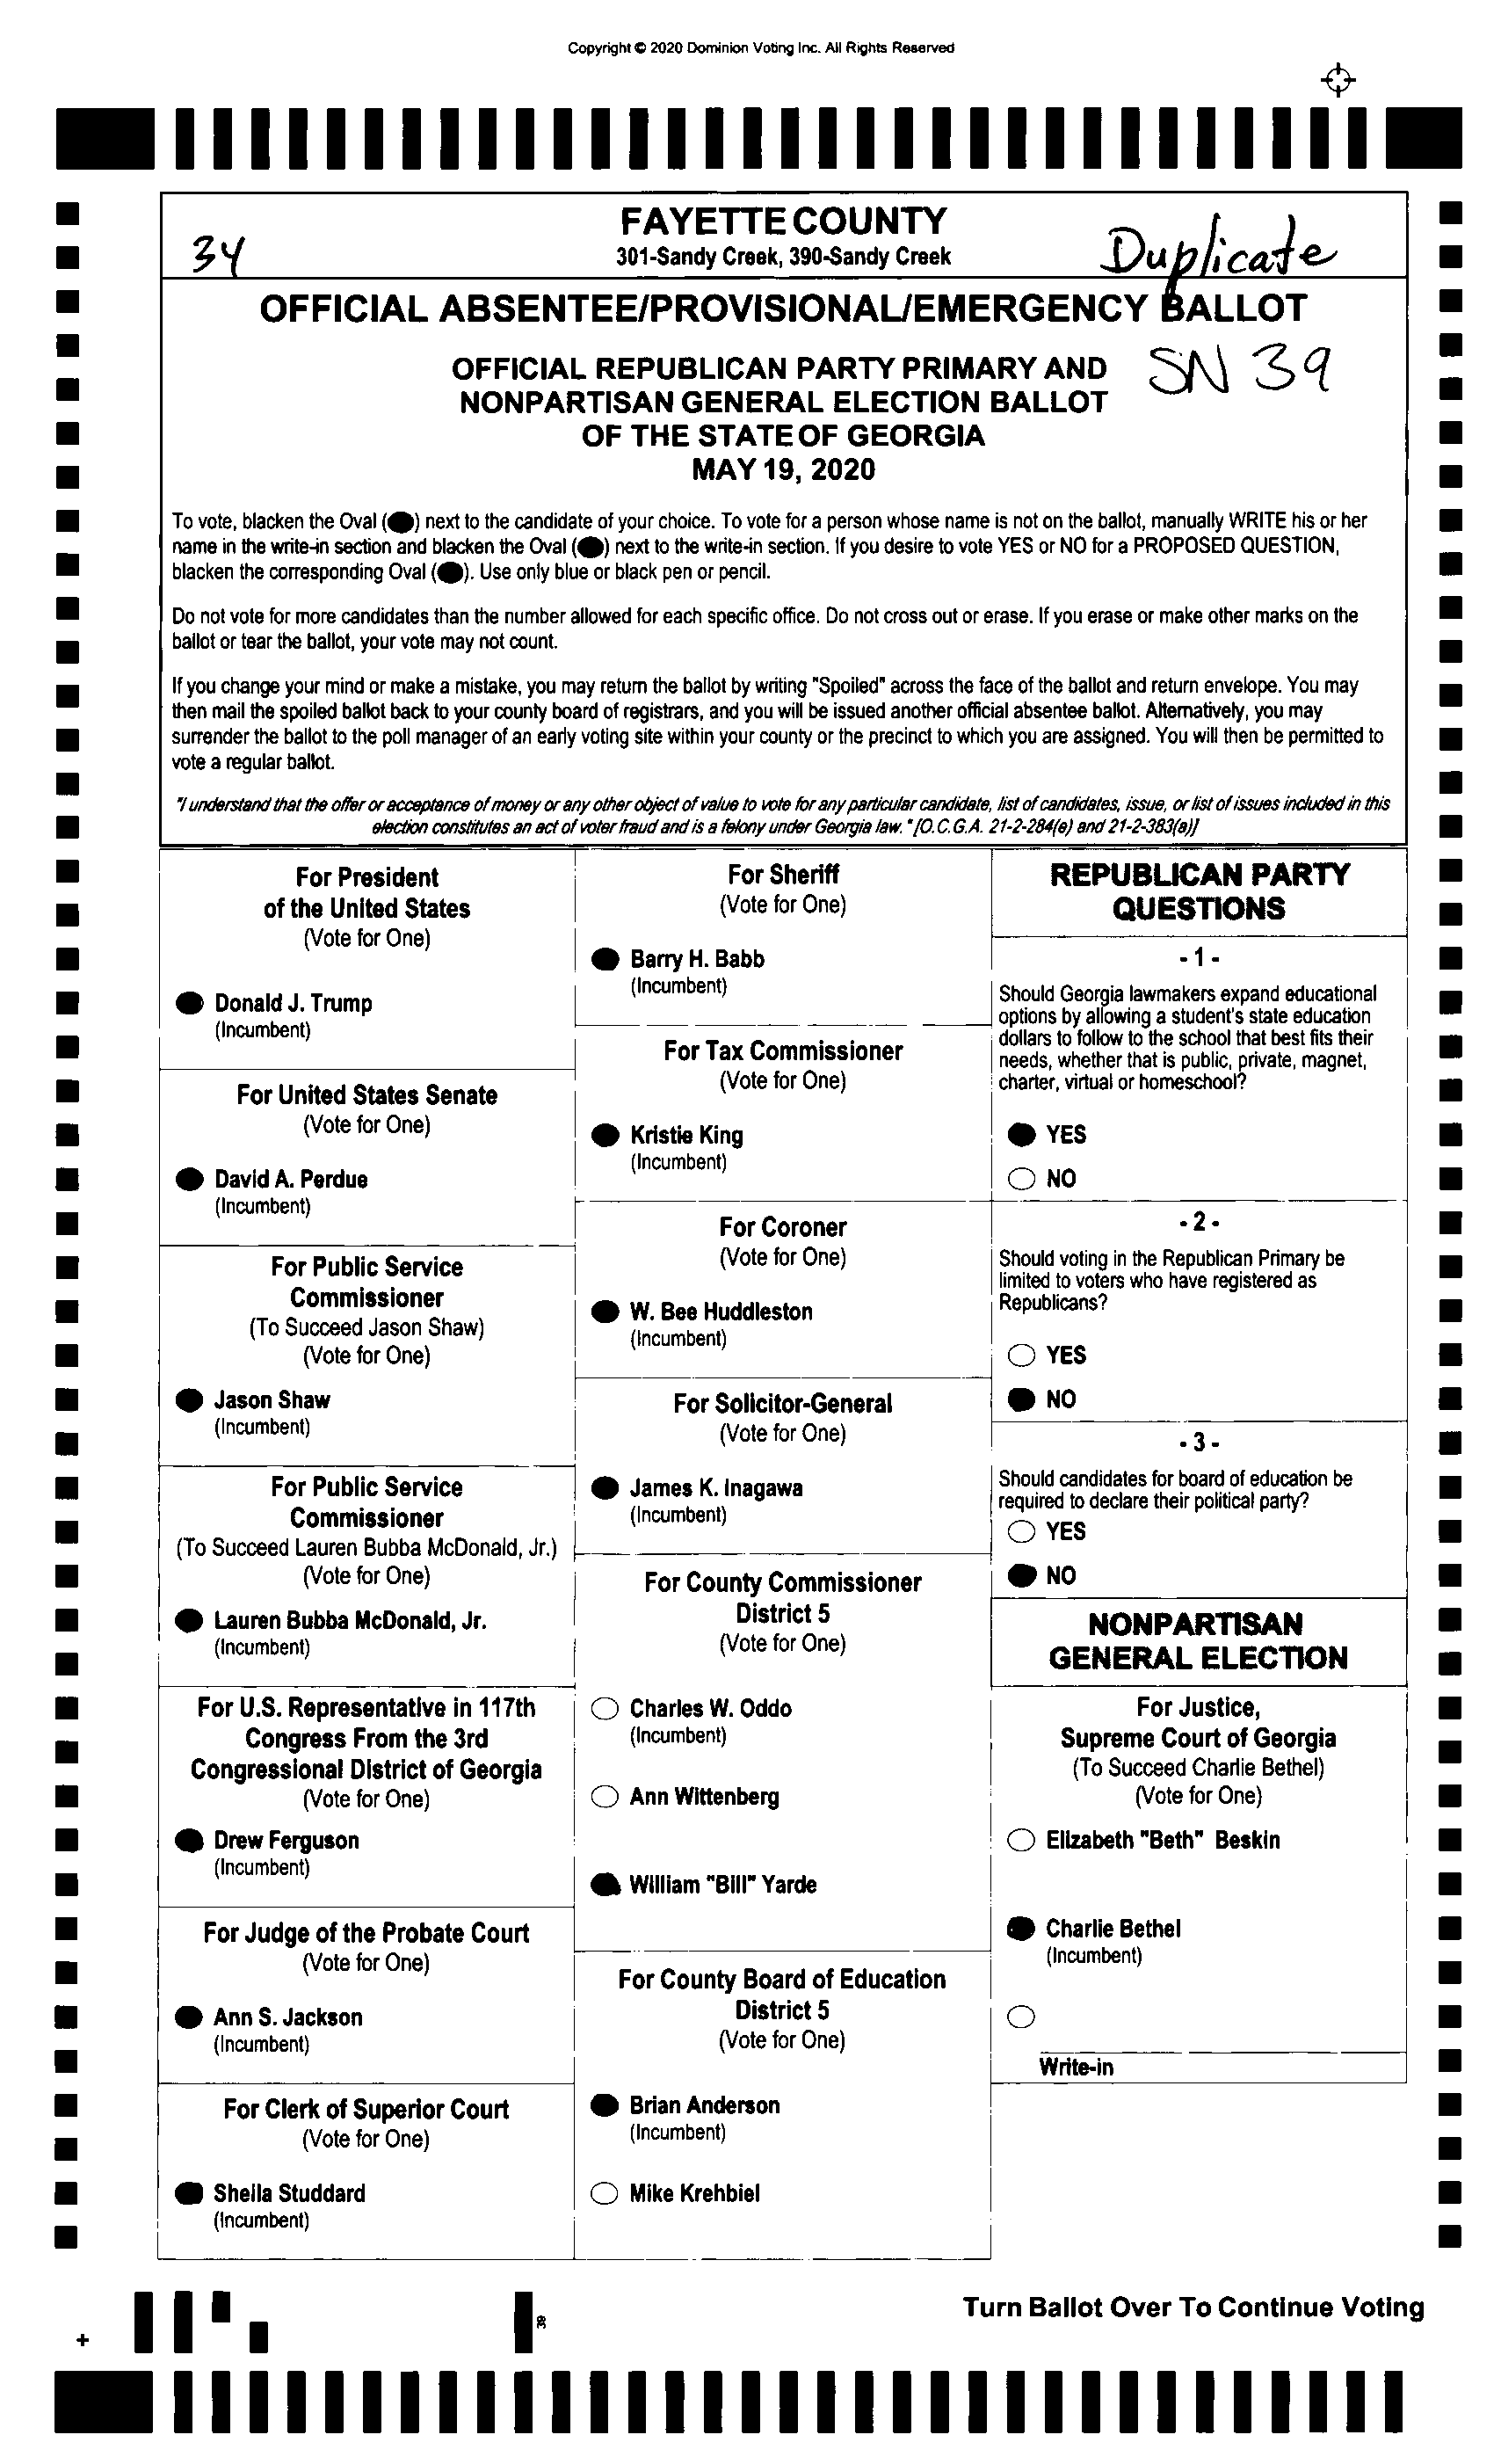 Copyright © 2020 Dominion Voting Inc. All Rights Reserved
FAYETTE COUNTY
34
301-Sandy Creek, 390-Sandy Creek
Duplicate
OFFICIAL ABSENTEE/PROVISIONAL/EMERGENCY BALLOT
OFFICIAL REPUBLICAN PARTY PRIMARY AND
SN 39
NONPARTISAN GENERAL ELECTION BALLOT
OF THE STATE OF GEORGIA
MAY 19, 2020
To vote, blacken the Oval ( ) next to the candidate of your choice. To vote for a person whose name is not on the ballot, manually WRITE his or her
name in the write-in section and blacken the Oval ( ) next to the write-in section. If you desire to vote YES or NO for a PROPOSED QUESTION,
blacken the corresponding Oval ( ). Use only blue or black pen or pencil.
Do not vote for more candidates than the number allowed for each specific office. Do not cross out or erase. If you erase or make other marks on the
ballot or tear the ballot, your vote may not count.
If you change your mind or make a mistake, you may return the ballot by writing "Spoiled" across the face of the ballot and return envelope. You may
then mail the spoiled ballot back to your county board of registrars, and you will be issued another official absentee ballot. Alternatively, you may
surrender the ballot to the poll manager of an early voting site within your county or the precinct to which you are assigned. You will then be permitted to
vote a regular ballot.
"I understand that the offer or acceptance of money or any other object of value to vote for any particular candidate, list of candidates, issue, or list of issues included in this
election constitutes an act of voter fraud and is a felony under Georgia law." [O.C.G.A. 21-2-284(e) and 21-2-383(a)]
For President
of the United States
(Vote for One)
Donald J. Trump
(Incumbent)
For United States Senate
(Vote for One)
David A. Perdue
(Incumbent)
For Public Service
Commissioner
(To Succeed Jason Shaw)
(Vote for One)
Jason Shaw
(Incumbent)
For Public Service
Commissioner
(To Succeed Lauren Bubba McDonald, Jr.)
(Vote for One)
Lauren Bubba McDonald, Jr.
(Incumbent)
For U.S. Representative in 117th
Congress From the 3rd
Congressional District of Georgia
(Vote for One)
Drew Ferguson
(Incumbent)
For Judge of the Probate Court
(Vote for One)
Ann S. Jackson
(Incumbent)
For Clerk of Superior Court
(Vote for One)
Sheila Studdard
(Incumbent)
For Sheriff
(Vote for One)
Barry H. Babb
(Incumbent)
For Tax Commissioner
(Vote for One)
Kristie King
(Incumbent)
For Coroner
(Vote for One)
W. Bee Huddleston
(Incumbent)
For Solicitor-General
(Vote for One)
James K. Inagawa
(Incumbent)
For County Commissioner
District 5
(Vote for One)
Charles W. Oddo
(Incumbent)
Ann Wittenberg
William "Bill" Yarde
For County Board of Education
District 5
(Vote for One)
Brian Anderson
(Incumbent)
Mike Krehbiel
REPUBLICAN PARTY
QUESTIONS
- 1 -
Should Georgia lawmakers expand educational
options by allowing a student's state education
dollars to follow to the school that best fits their
needs, whether that is public, private, magnet,
charter, virtual or homeschool?
YES
NO
- 2 -
Should voting in the Republican Primary be
limited to voters who have registered as
Republicans?
YES
NO
- 3 -
Should candidates for board of education be
required to declare their political party?
YES
NO
NONPARTISAN
GENERAL ELECTION
For Justice,
Supreme Court of Georgia
(To Succeed Charlie Bethel)
(Vote for One)
Elizabeth "Beth" Beskin
Charlie Bethel
(Incumbent)
Write-in
Turn Ballot Over To Continue Voting
39